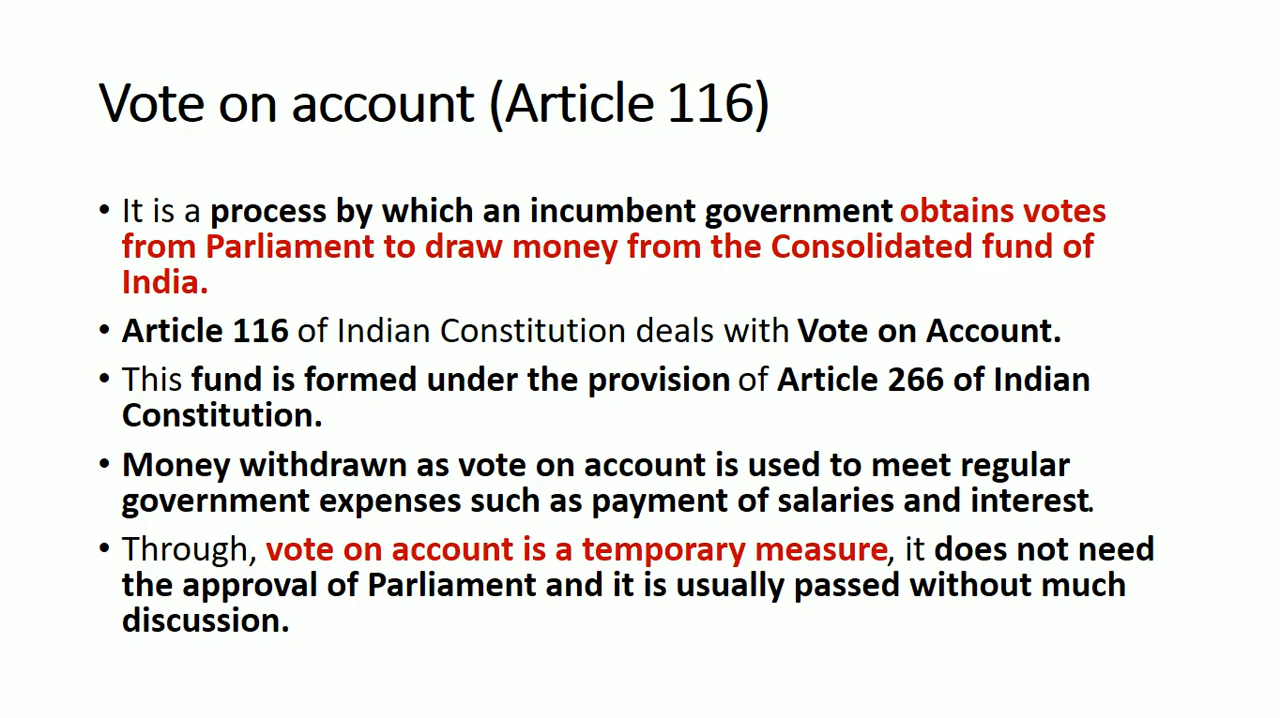 Vote on account (Article 116)
• It is a process by which an incumbent government obtains votes
from Parliament to draw money from the Consolidated fund of
India.
• Article 116 of Indian Constitution deals with Vote on Account.
• This fund is formed under the provision of Article 266 of Indian
Constitution.
• Money withdrawn as vote on account is used to meet regular
government expenses such as payment of salaries and interest.
• Through, vote on account is a temporary measure, it does not need
the approval of Parliament and it is usually passed without much
discussion.